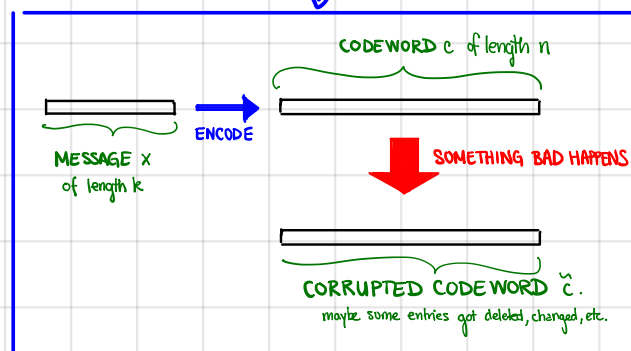 CODEWORD c of length n
ENCODE
MESSAGE x
of length k
SOMETHING BAD HAPPENS
CORRUPTED CODEWORD c̃.
maybe some entries got deleted, changed, etc.